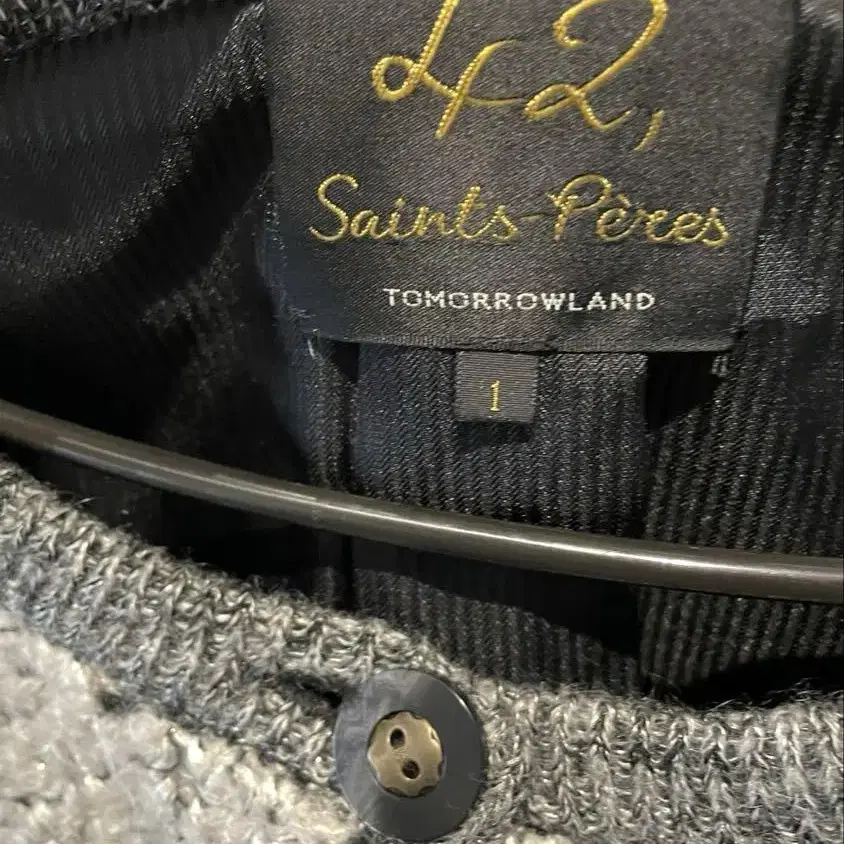 42,
Saints-Pères
TOMORROWLAND
1